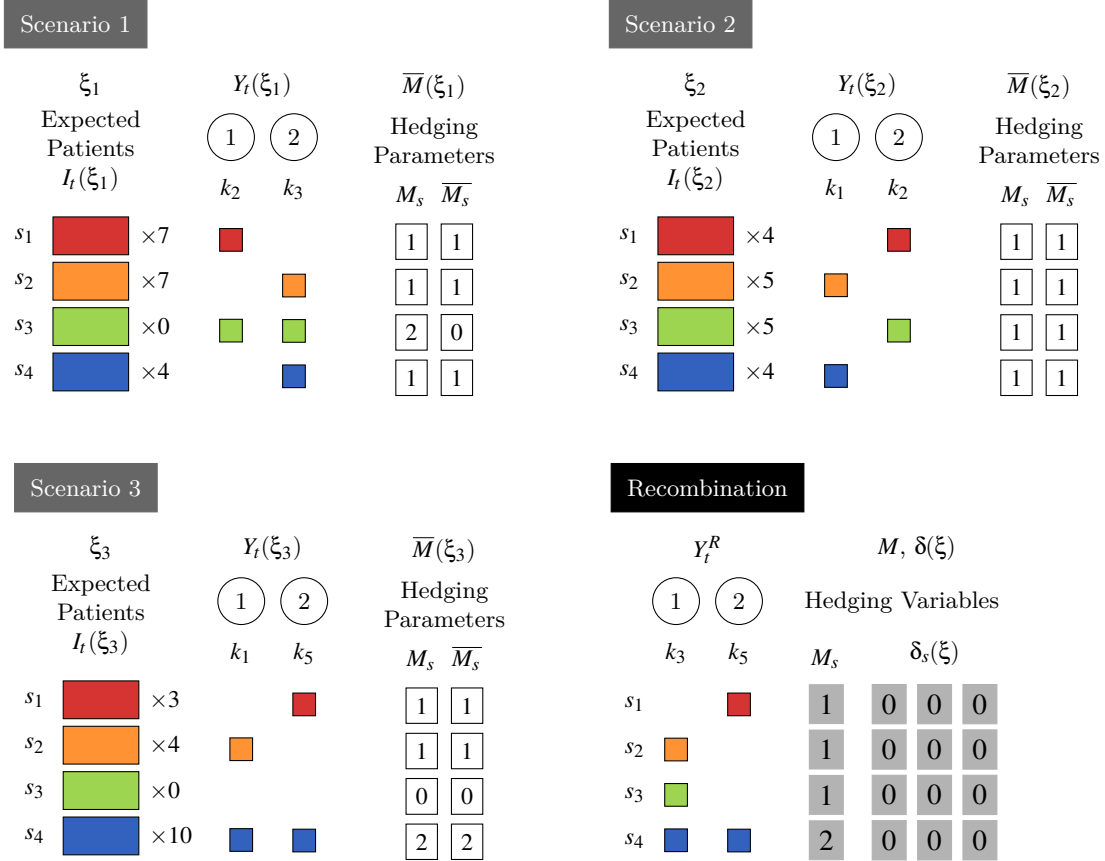 Scenario 1
ξ₁ Yₜ(ξ₁) M̅(ξ₁)
Expected 1 2 Hedging
Patients Parameters
Iₜ(ξ₁) k₂ k₃ Mₛ M̅ₛ
s₁ ×7 1 1
s₂ ×7 1 1
s₃ ×0 2 0
s₄ ×4 1 1
Scenario 2
ξ₂ Yₜ(ξ₂) M̅(ξ₂)
Expected 1 2 Hedging
Patients Parameters
Iₜ(ξ₂) k₁ k₂ Mₛ M̅ₛ
s₁ ×4 1 1
s₂ ×5 1 1
s₃ ×5 1 1
s₄ ×4 1 1
Scenario 3
ξ₃ Yₜ(ξ₃) M̅(ξ₃)
Expected 1 2 Hedging
Patients Parameters
Iₜ(ξ₃) k₁ k₅ Mₛ M̅ₛ
s₁ ×3 1 1
s₂ ×4 1 1
s₃ ×0 0 0
s₄ ×10 2 2
Recombination
Yₜᴿ M, δ(ξ)
1 2 Hedging Variables
k₃ k₅ Mₛ δₛ(ξ)
s₁ 1 0 0 0
s₂ 1 0 0 0
s₃ 1 0 0 0
s₄ 2 0 0 0